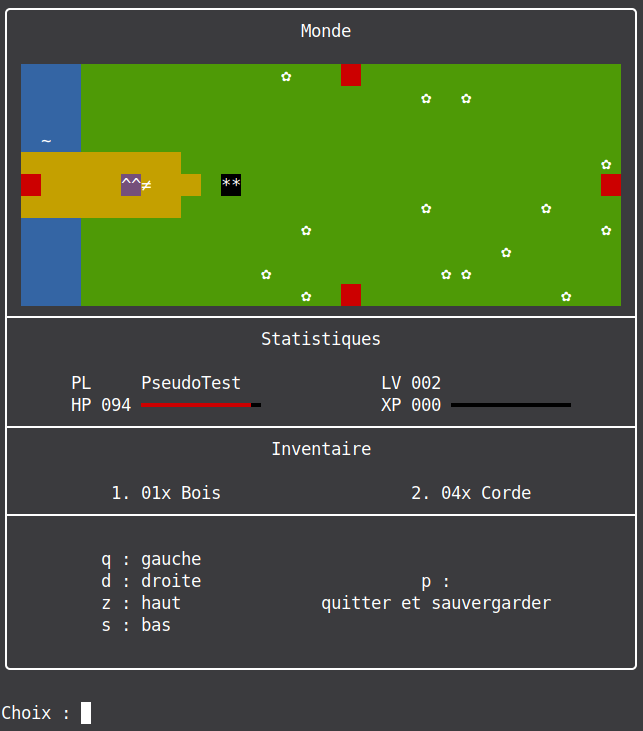 Monde
✿
✿ ✿
~
✿
^^≠ **
✿ ✿
✿ ✿
✿
✿ ✿ ✿
✿ ✿
Statistiques
PL PseudoTest LV 002
HP 094 XP 000
Inventaire
1. 01x Bois 2. 04x Corde
q : gauche
d : droite
z : haut
s : bas
p :
quitter et sauvergarder
Choix :